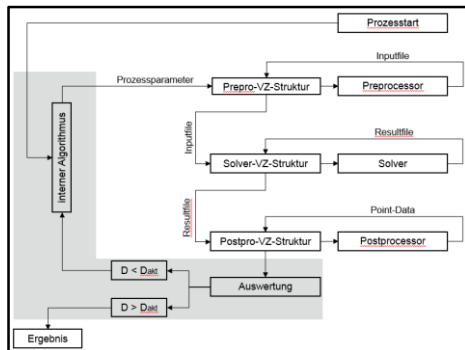 Prozesstart
Inputfile
Prozessparameter
Prepro-VZ-Struktur
Preprocessor
interner Algorithmus
Inputfile
Resultfile
Solver-VZ-Struktur
Solver
Resultfile
Point-Data
Postpro-VZ-Struktur
Postprocessor
D < Dakt
Auswertung
D > Dakt
Ergebnis